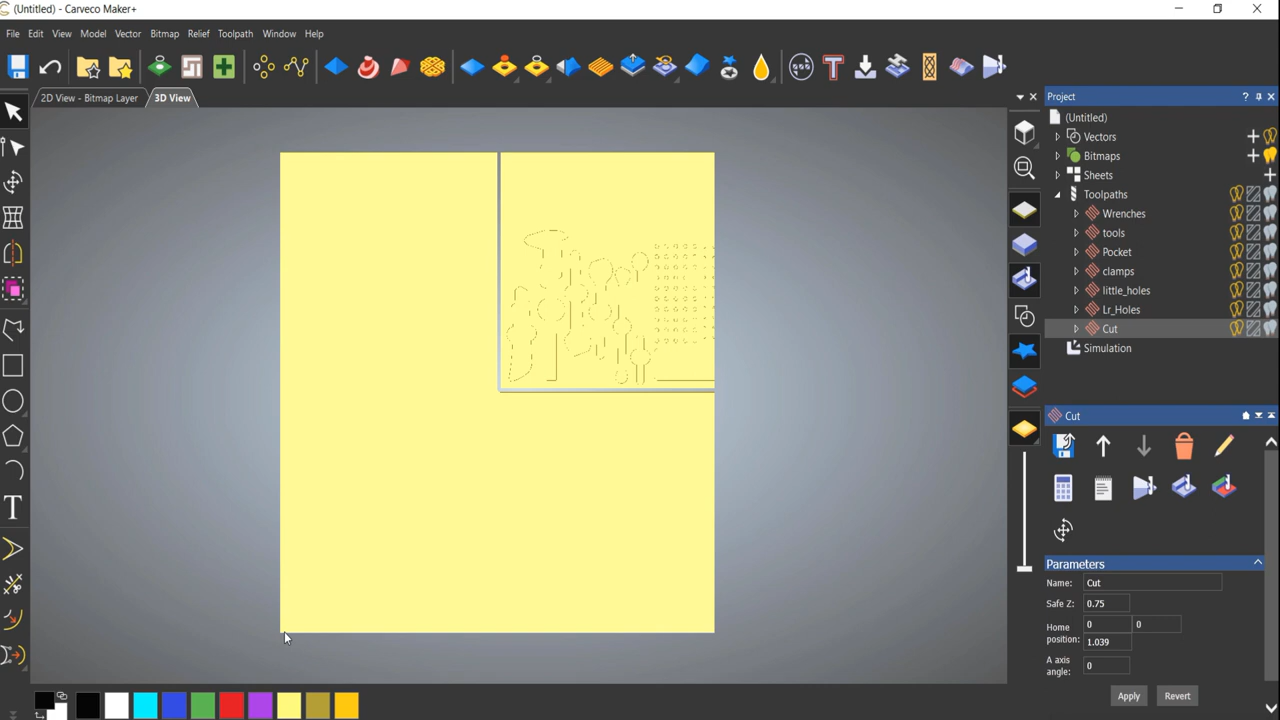 (Untitled) - Carveco Maker+
File Edit View Model Vector Bitmap Relief Toolpath Window Help
2D View - Bitmap Layer 3D View
Project
(Untitled)
Vectors
Bitmaps
Sheets
Toolpaths
Wrenches
tools
Pocket
clamps
little_holes
Lr_Holes
Cut
Simulation
Cut
Parameters
Name: Cut
Safe Z: 0.75
Home position: 0 0
1.039
A axis angle: 0
Apply Revert